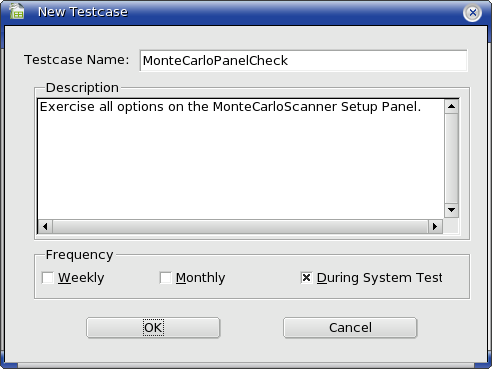 New Testcase
Testcase Name: MonteCarloPanelCheck
Description
Exercise all options on the MonteCarloScanner Setup Panel.
Frequency
Weekly Monthly During System Test
OK Cancel